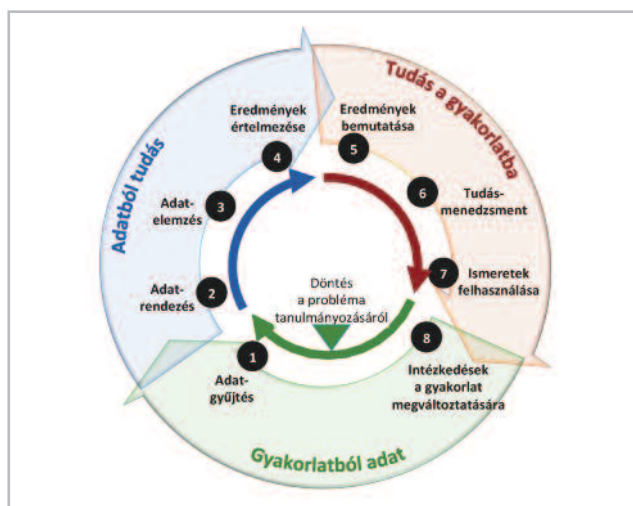 Adatból tudás
Tudás a gyakorlatba
Gyakorlatból adat
Döntés
a probléma
tanulmányozásáról
1
Adat-
gyűjtés
2
Adat-
rendezés
3
Adat-
elemzés
4
Eredmények
értelmezése
5
Eredmények
bemutatása
6
Tudás-
menedzsment
7
Ismeretek
felhasználása
8
Intézkedések
a gyakorlat
megváltoztatására